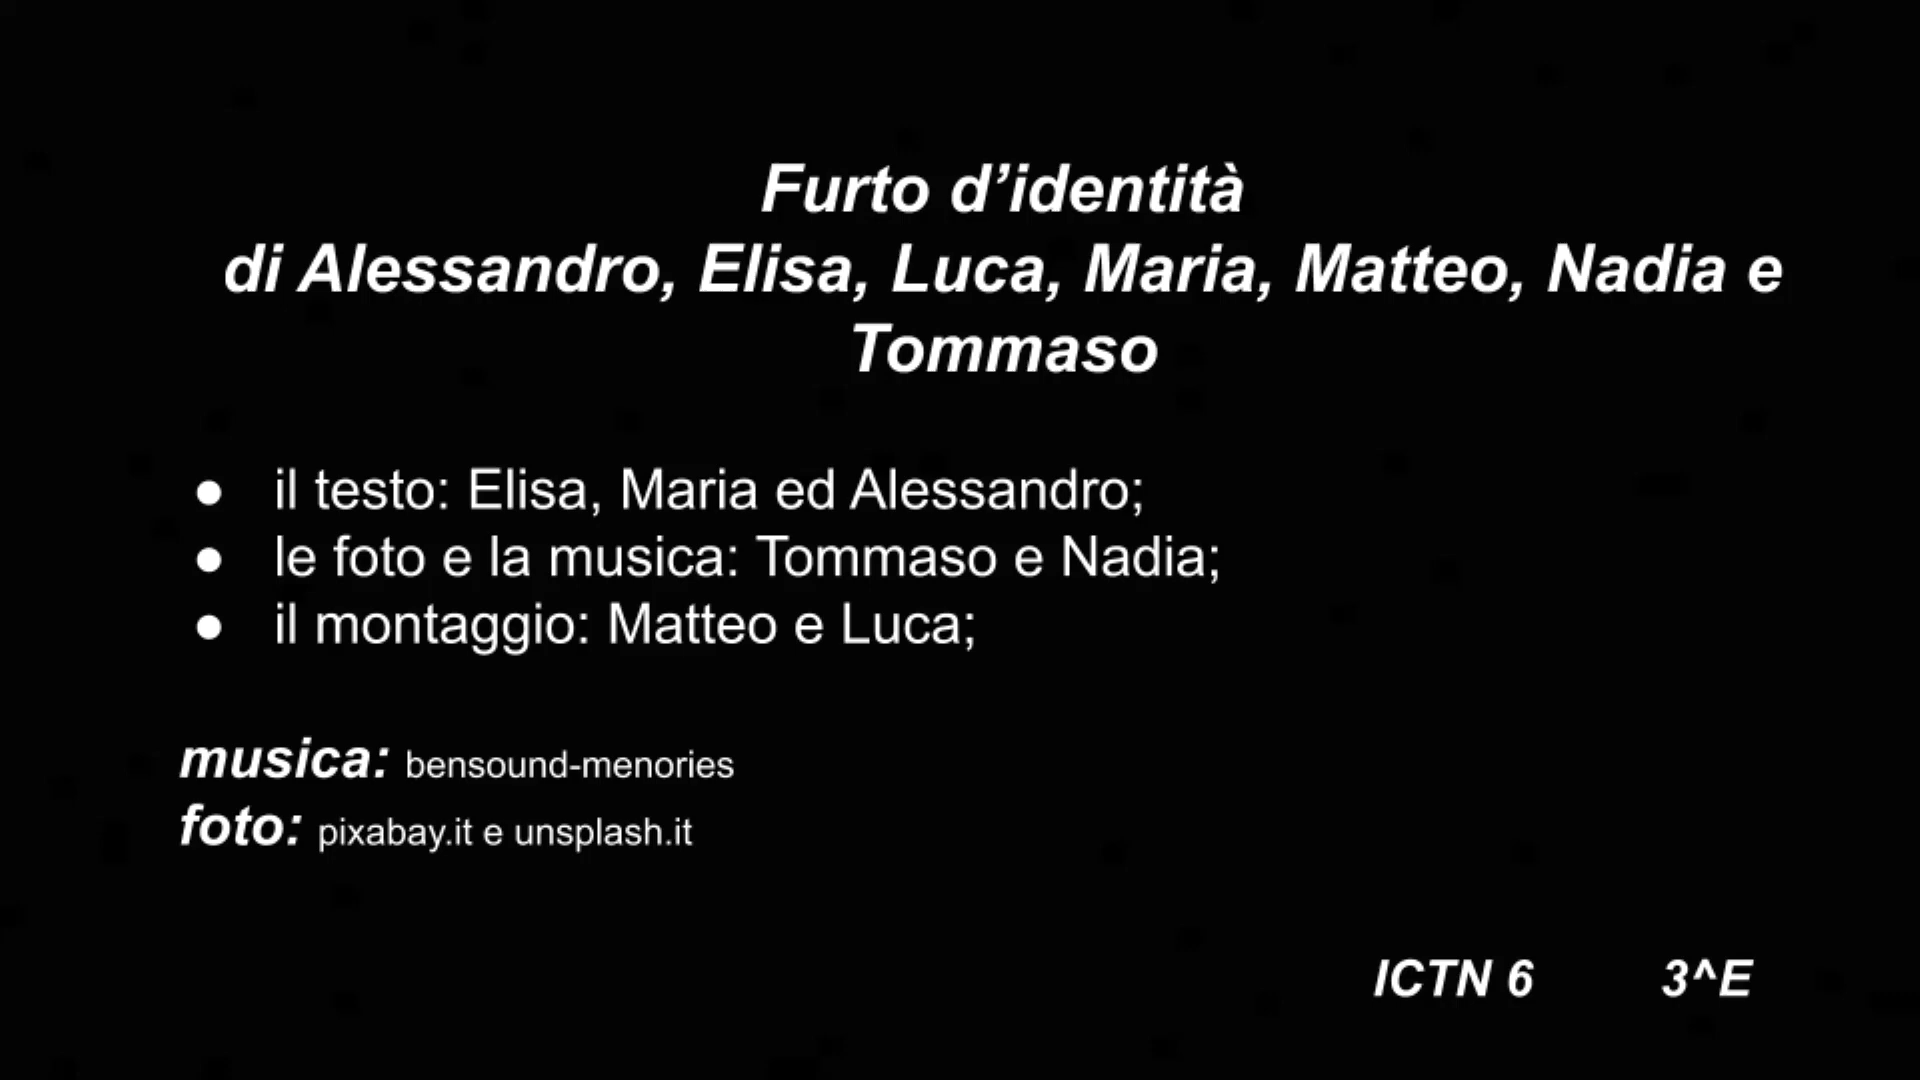 Furto d’identità
di Alessandro, Elisa, Luca, Maria, Matteo, Nadia e
Tommaso
● il testo: Elisa, Maria ed Alessandro;
● le foto e la musica: Tommaso e Nadia;
● il montaggio: Matteo e Luca;
musica: bensound-menories
foto: pixabay.it e unsplash.it
ICTN 6 3^E